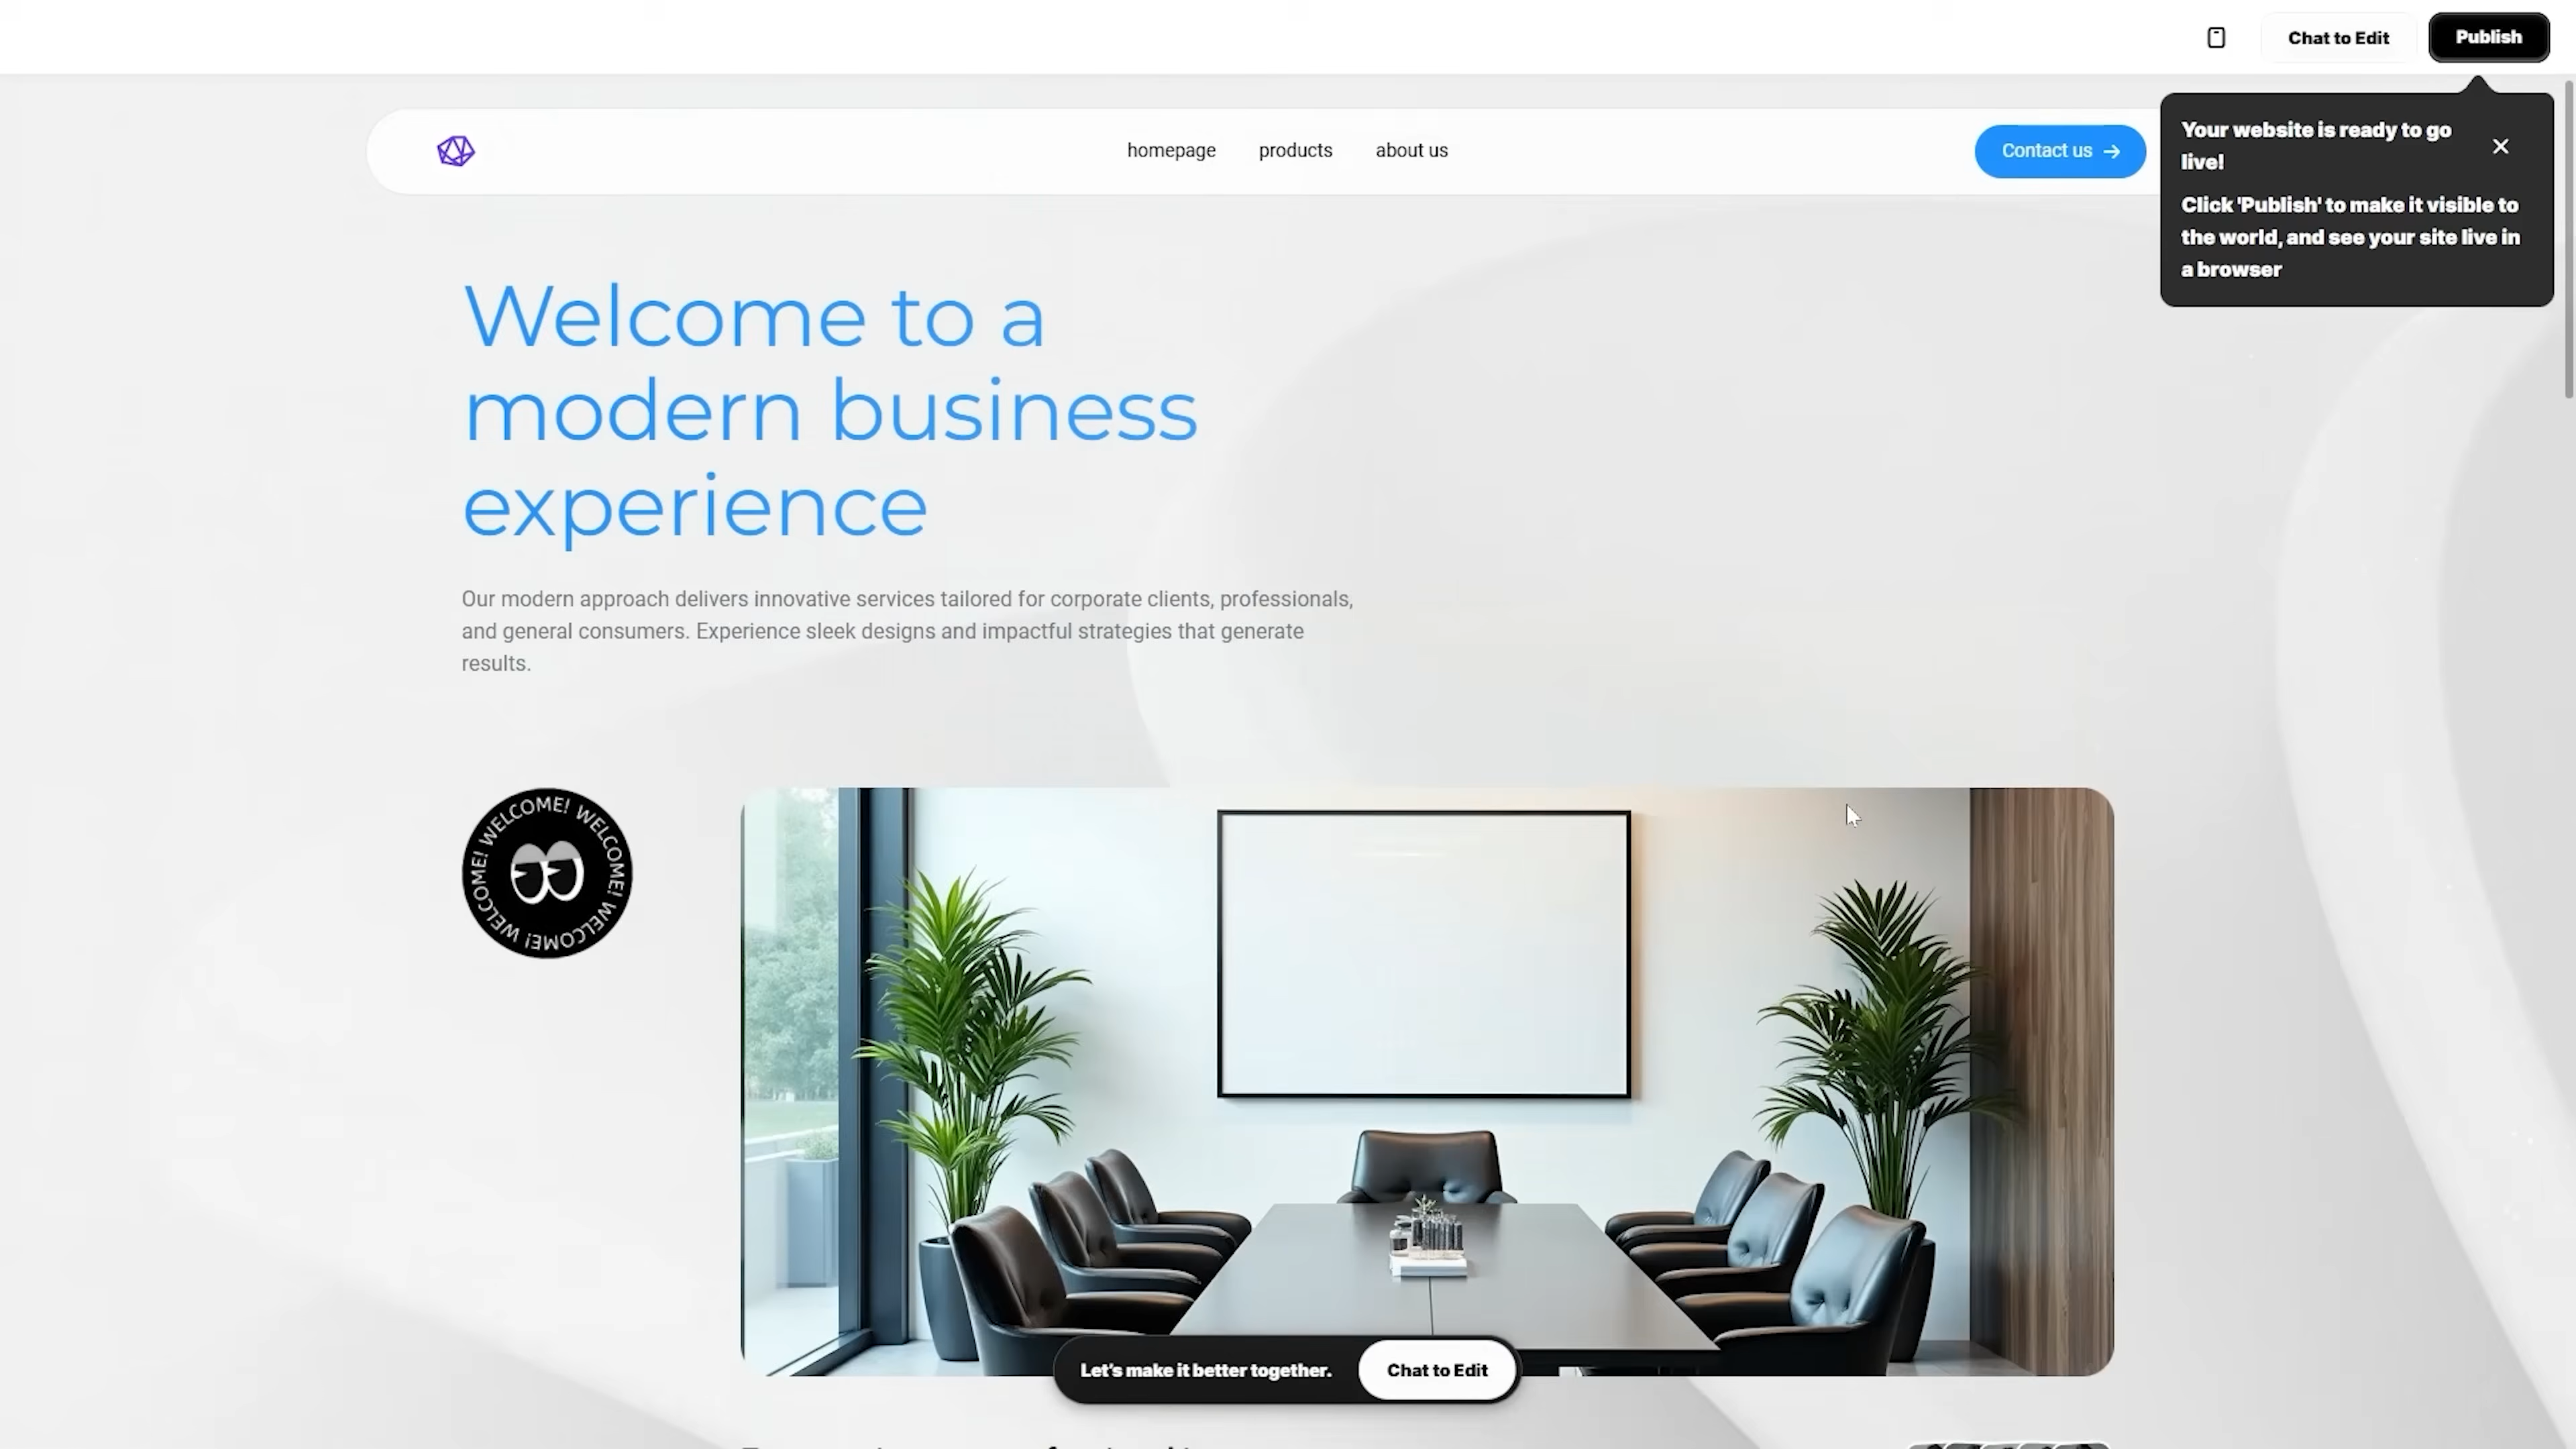 Chat to Edit
Publish
Your website is ready to go
live!
Click 'Publish' to make it visible to
the world, and see your site live in
a browser
homepage
products
about us
Contact us
Welcome to a
modern business
experience
Our modern approach delivers innovative services tailored for corporate clients, professionals,
and general consumers. Experience sleek designs and impactful strategies that generate
results.
WELCOME! WELCOME! WELCOME! WELCOME! WELCOME!
Let's make it better together.
Chat to Edit